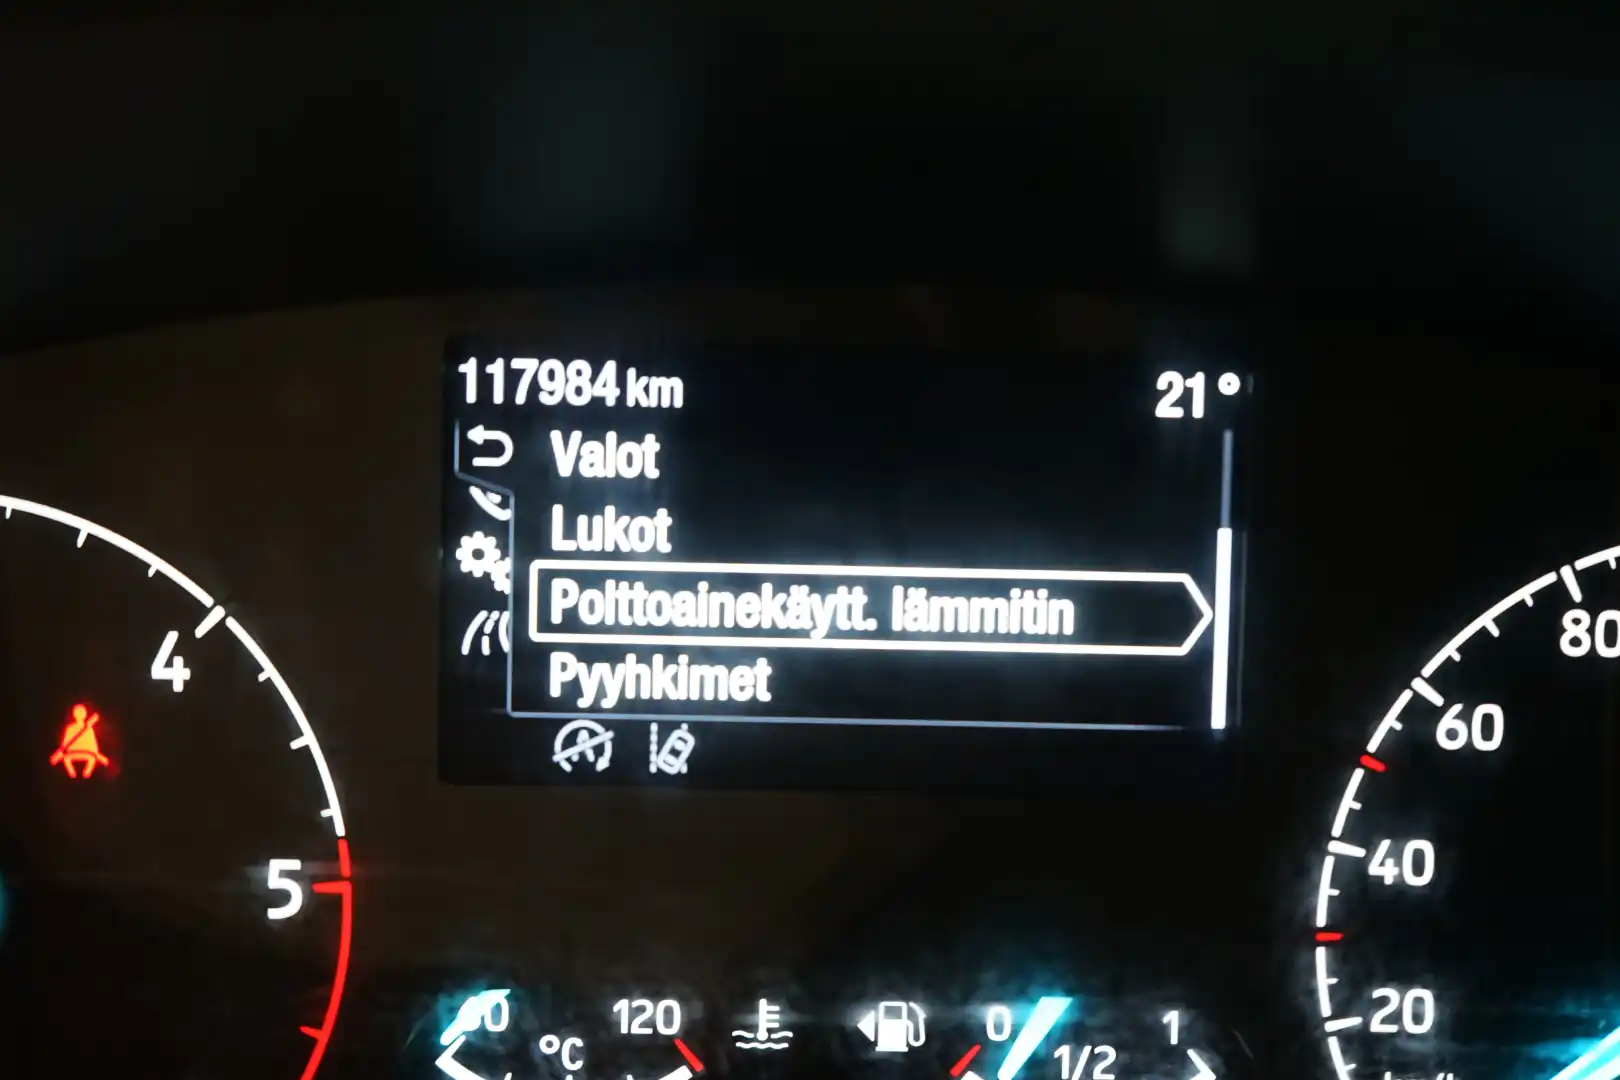 117984 km 21°
Valot
Lukot
Polttoainekäytt. lämmitin
Pyyhkimet
4
5
80
60
40
20
120
°C
0
1/2
1